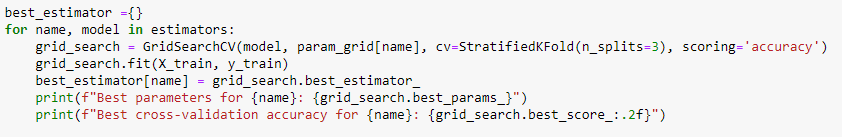 best_estimator ={}
for name, model in estimators:
    grid_search = GridSearchCV(model, param_grid[name], cv=StratifiedKFold(n_splits=3), scoring='accuracy')
    grid_search.fit(X_train, y_train)
    best_estimator[name] = grid_search.best_estimator_
    print(f"Best parameters for {name}: {grid_search.best_params_}")
    print(f"Best cross-validation accuracy for {name}: {grid_search.best_score_:.2f}")